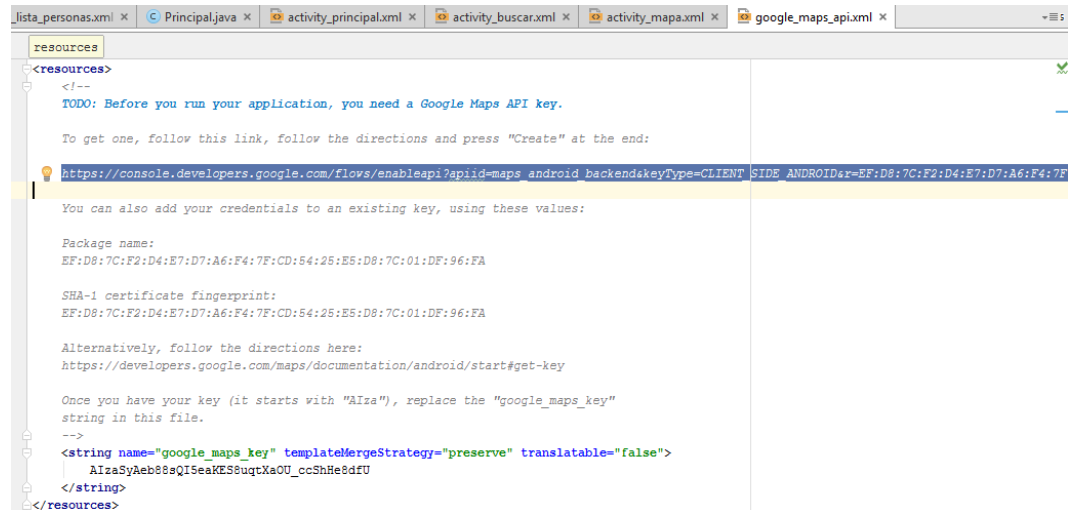 _lista_personas.xml × Principal.java × activity_principal.xml × activity_buscar.xml × activity_mapa.xml × google_maps_api.xml ×
resources
<resources>
<!--
TODO: Before you run your application, you need a Google Maps API key.
To get one, follow this link, follow the directions and press "Create" at the end:
https://console.developers.google.com/flows/enableapi?apiid=maps_android_backend&keyType=CLIENT_SIDE_ANDROID&r=EF:D8:7C:F2:D4:E7:D7:A6:F4:7F
You can also add your credentials to an existing key, using these values:
Package name:
EF:D8:7C:F2:D4:E7:D7:A6:F4:7F:CD:54:25:E5:D8:7C:01:DF:96:FA
SHA-1 certificate fingerprint:
EF:D8:7C:F2:D4:E7:D7:A6:F4:7F:CD:54:25:E5:D8:7C:01:DF:96:FA
Alternatively, follow the directions here:
https://developers.google.com/maps/documentation/android/start#get-key
Once you have your key (it starts with "AIza"), replace the "google_maps_key"
string in this file.
-->
<string name="google_maps_key" templateMergeStrategy="preserve" translatable="false">
AIzaSyAeb88sQI5eaKES8uqtXaOU_ccShHe8dfU
</string>
</resources>